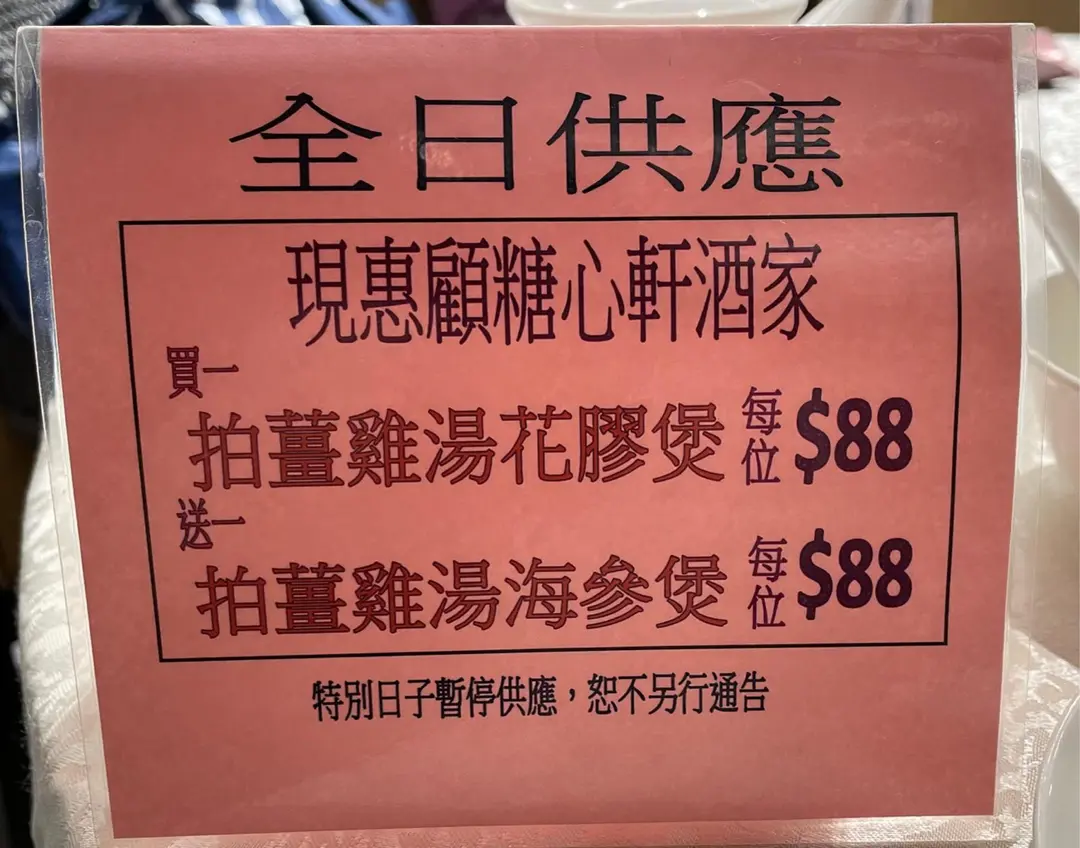 全日供應
現惠顧糖心軒酒家
買一
拍薑雞湯花膠煲 每位 $88
送一
拍薑雞湯海參煲 每位 $88
特別日子暫停供應，恕不另行通告